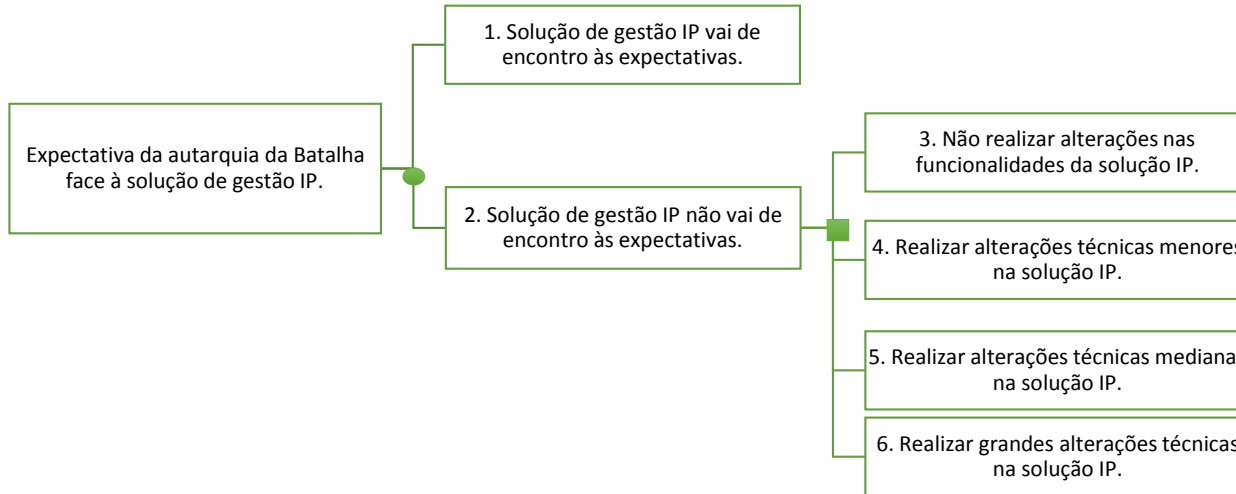 1. Solução de gestão IP vai de
encontro às expectativas.
Expectativa da autarquia da Batalha
face à solução de gestão IP.
2. Solução de gestão IP não vai de
encontro às expectativas.
3. Não realizar alterações nas
funcionalidades da solução IP.
4. Realizar alterações técnicas menores
na solução IP.
5. Realizar alterações técnicas mediana
na solução IP.
6. Realizar grandes alterações técnicas
na solução IP.